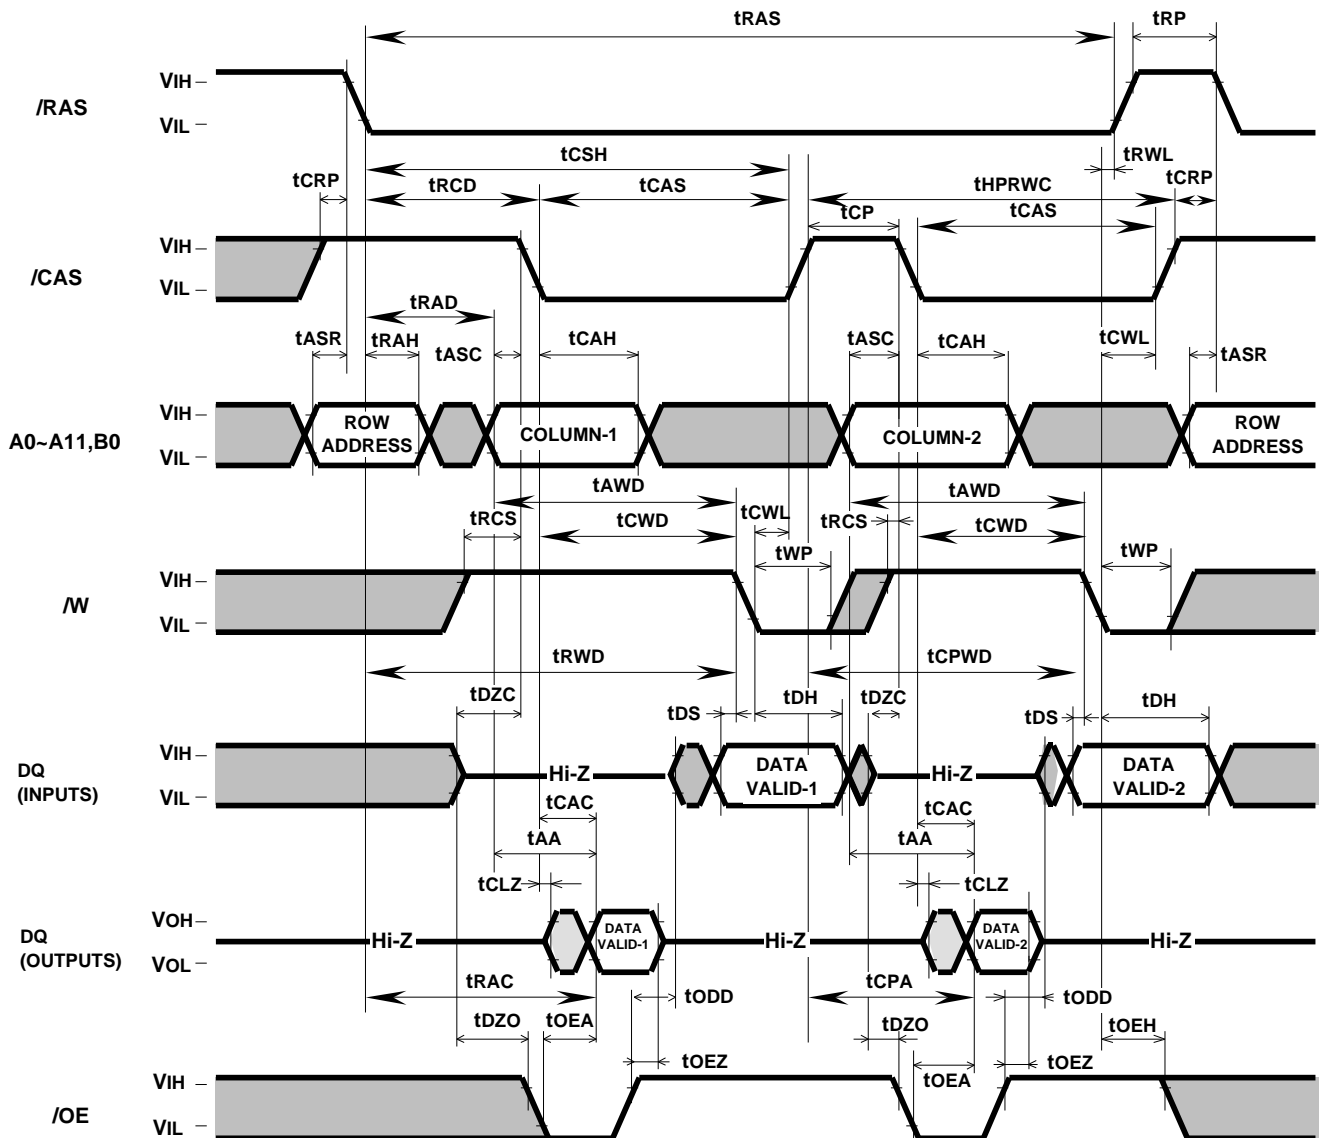 tRAS
tRP
/RAS
VIH
VIL
tCSH
tRWL
tCRP
tRCD
tCAS
tHPRWC
tCRP
tCP
tCAS
/CAS
VIH
VIL
tRAD
tASR
tRAH
tASC
tCAH
tASC
tCAH
tCWL
tASR
A0~A11,B0
VIH
VIL
ROW
ADDRESS
COLUMN-1
COLUMN-2
ROW
ADDRESS
tAWD
tAWD
tRCS
tCWD
tCWL
tRCS
tCWD
tWP
tWP
/W
VIH
VIL
tRWD
tCPWD
tDZC
tDS
tDH
tDZC
tDS
tDH
DQ
(INPUTS)
VIH
VIL
Hi-Z
DATA
VALID-1
Hi-Z
DATA
VALID-2
tCAC
tCAC
tAA
tAA
tCLZ
tCLZ
DQ
(OUTPUTS)
VOH
VOL
Hi-Z
DATA
VALID-1
Hi-Z
DATA
VALID-2
Hi-Z
tRAC
tCPA
tODD
tODD
tDZO
tOEA
tDZO
tOEH
tOEZ
tOEA
tOEZ
/OE
VIH
VIL